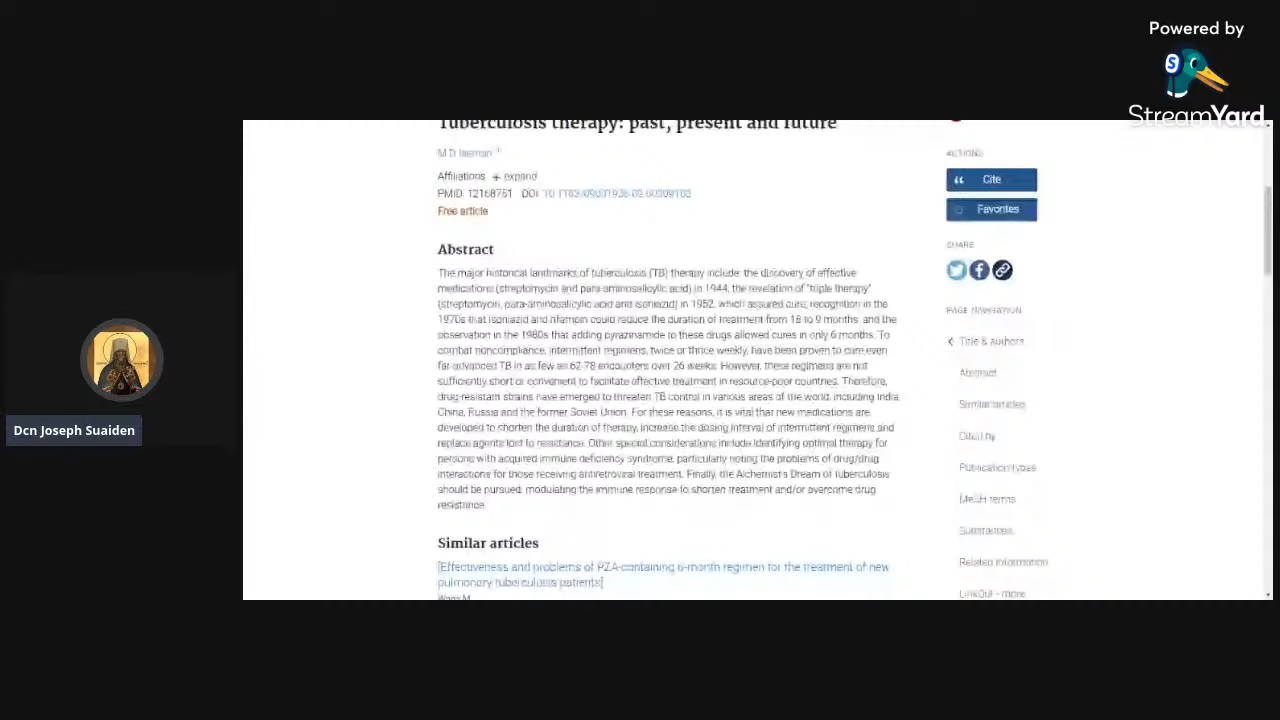 Powered by
StreamYard
Tuberculosis therapy: past, present and future
M D Iseman
Affiliations + expand
PMID: 12168751 DOI:
Free article
Abstract
The major historical landmarks of tuberculosis (TB) therapy include: the discovery of effective
medications (streptomycin and para-aminosalicylic acid) in 1944; the revelation of "triple therapy"
(streptomycin, para-aminosalicylic acid and isoniazid) in 1952, which assured cure; recognition in the
1970s that isoniazid and rifampin could reduce the duration of treatment from 18 to 9 months; and the
observation in the 1980s that adding pyrazinamide to these drugs allowed cures in only 6 months. To
combat noncompliance, intermittent regimens, twice or thrice weekly, have been proven to cure even
far-advanced TB in as few as 62-78 encounters over 26 weeks. However, these regimens are not
sufficiently short or convenient to facilitate effective treatment in resource-poor countries. Therefore,
drug-resistant strains have emerged to threaten TB control in various areas of the world, including India,
China, Russia and the former Soviet Union. For these reasons, it is vital that new medications are
developed to shorten the duration of therapy, increase the dosing interval of intermittent regimens and
replace agents lost to resistance. Other special considerations include identifying optimal therapy for
persons with acquired immune deficiency syndrome, particularly noting the problems of drug/drug
interactions for those receiving antiretroviral treatment. Finally, the Alchemist's Dream of tuberculosis
should be pursued: modulating the immune response to shorten treatment and/or overcome drug
resistance.
Similar articles
[Effectiveness and problems of PZA-containing 6-month regimen for the treatment of new
pulmonary tuberculosis patients]
Wada M.
ACTIONS
Cite
Favorites
SHARE
PAGE NAVIGATION
Title & authors
Abstract
Similar articles
Cited by
Publication types
MeSH terms
Substances
Related information
LinkOut - more
Dcn Joseph Suaiden